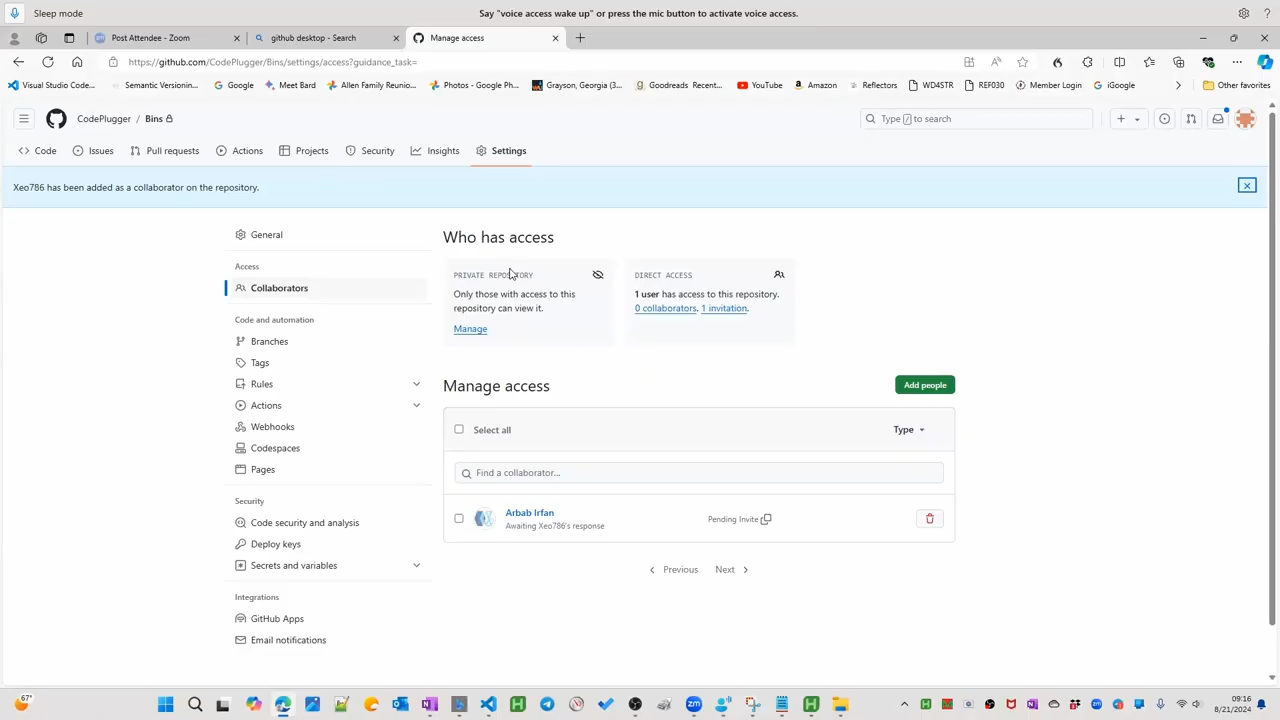 Sleep mode
Say "voice access wake up" or press the mic button to activate voice access.
Post Attendee - Zoom
github desktop - Search
Manage access
https://github.com/CodePlugger/Bins/settings/access?guidance_task=
Visual Studio Code...
Semantic Versionin...
Google
Meet Bard
Allen Family Reunio...
Photos - Google Ph...
Grayson, Georgia (3...
Goodreads Recent...
YouTube
Amazon
Reflectors
WD4STR
REF030
Member Login
iGoogle
Other favorites
CodePlugger / Bins
Type / to search
Code
Issues
Pull requests
Actions
Projects
Security
Insights
Settings
Xeo786 has been added as a collaborator on the repository.
General
Access
Collaborators
Code and automation
Branches
Tags
Rules
Actions
Webhooks
Codespaces
Pages
Security
Code security and analysis
Deploy keys
Secrets and variables
Integrations
GitHub Apps
Email notifications
Who has access
PRIVATE REPOSITORY
Only those with access to this
repository can view it.
Manage
DIRECT ACCESS
1 user has access to this repository.
0 collaborators. 1 invitation.
Manage access
Add people
Select all
Type
Find a collaborator...
Arbab Irfan
Awaiting Xeo786's response
Pending Invite
Previous
Next
67°
09:16
8/21/2024